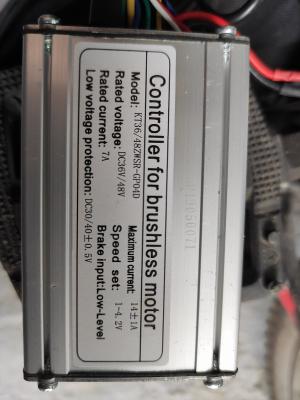 Controller for brushless motor
Model: KT36/48ZWSR-GP04D
Maximum current: 14±1A
Rated voltage: DC36V/48V
Speed set: 1-4.2V
Rated current: 7A
Brake input:Low-Level
Low voltage protection: DC30/40±0.5V